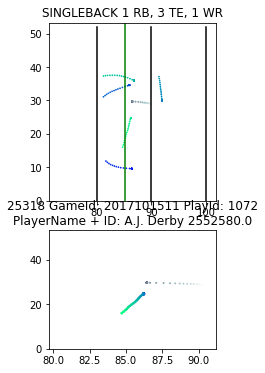 SINGLEBACK 1 RB, 3 TE, 1 WR
50
40
30
20
10
0
80 90 100
25318 GameId: 2017101511 PlayId: 1072
PlayerName + ID: A.J. Derby 2552580.0
40
20
0
80.0 82.5 85.0 87.5 90.0